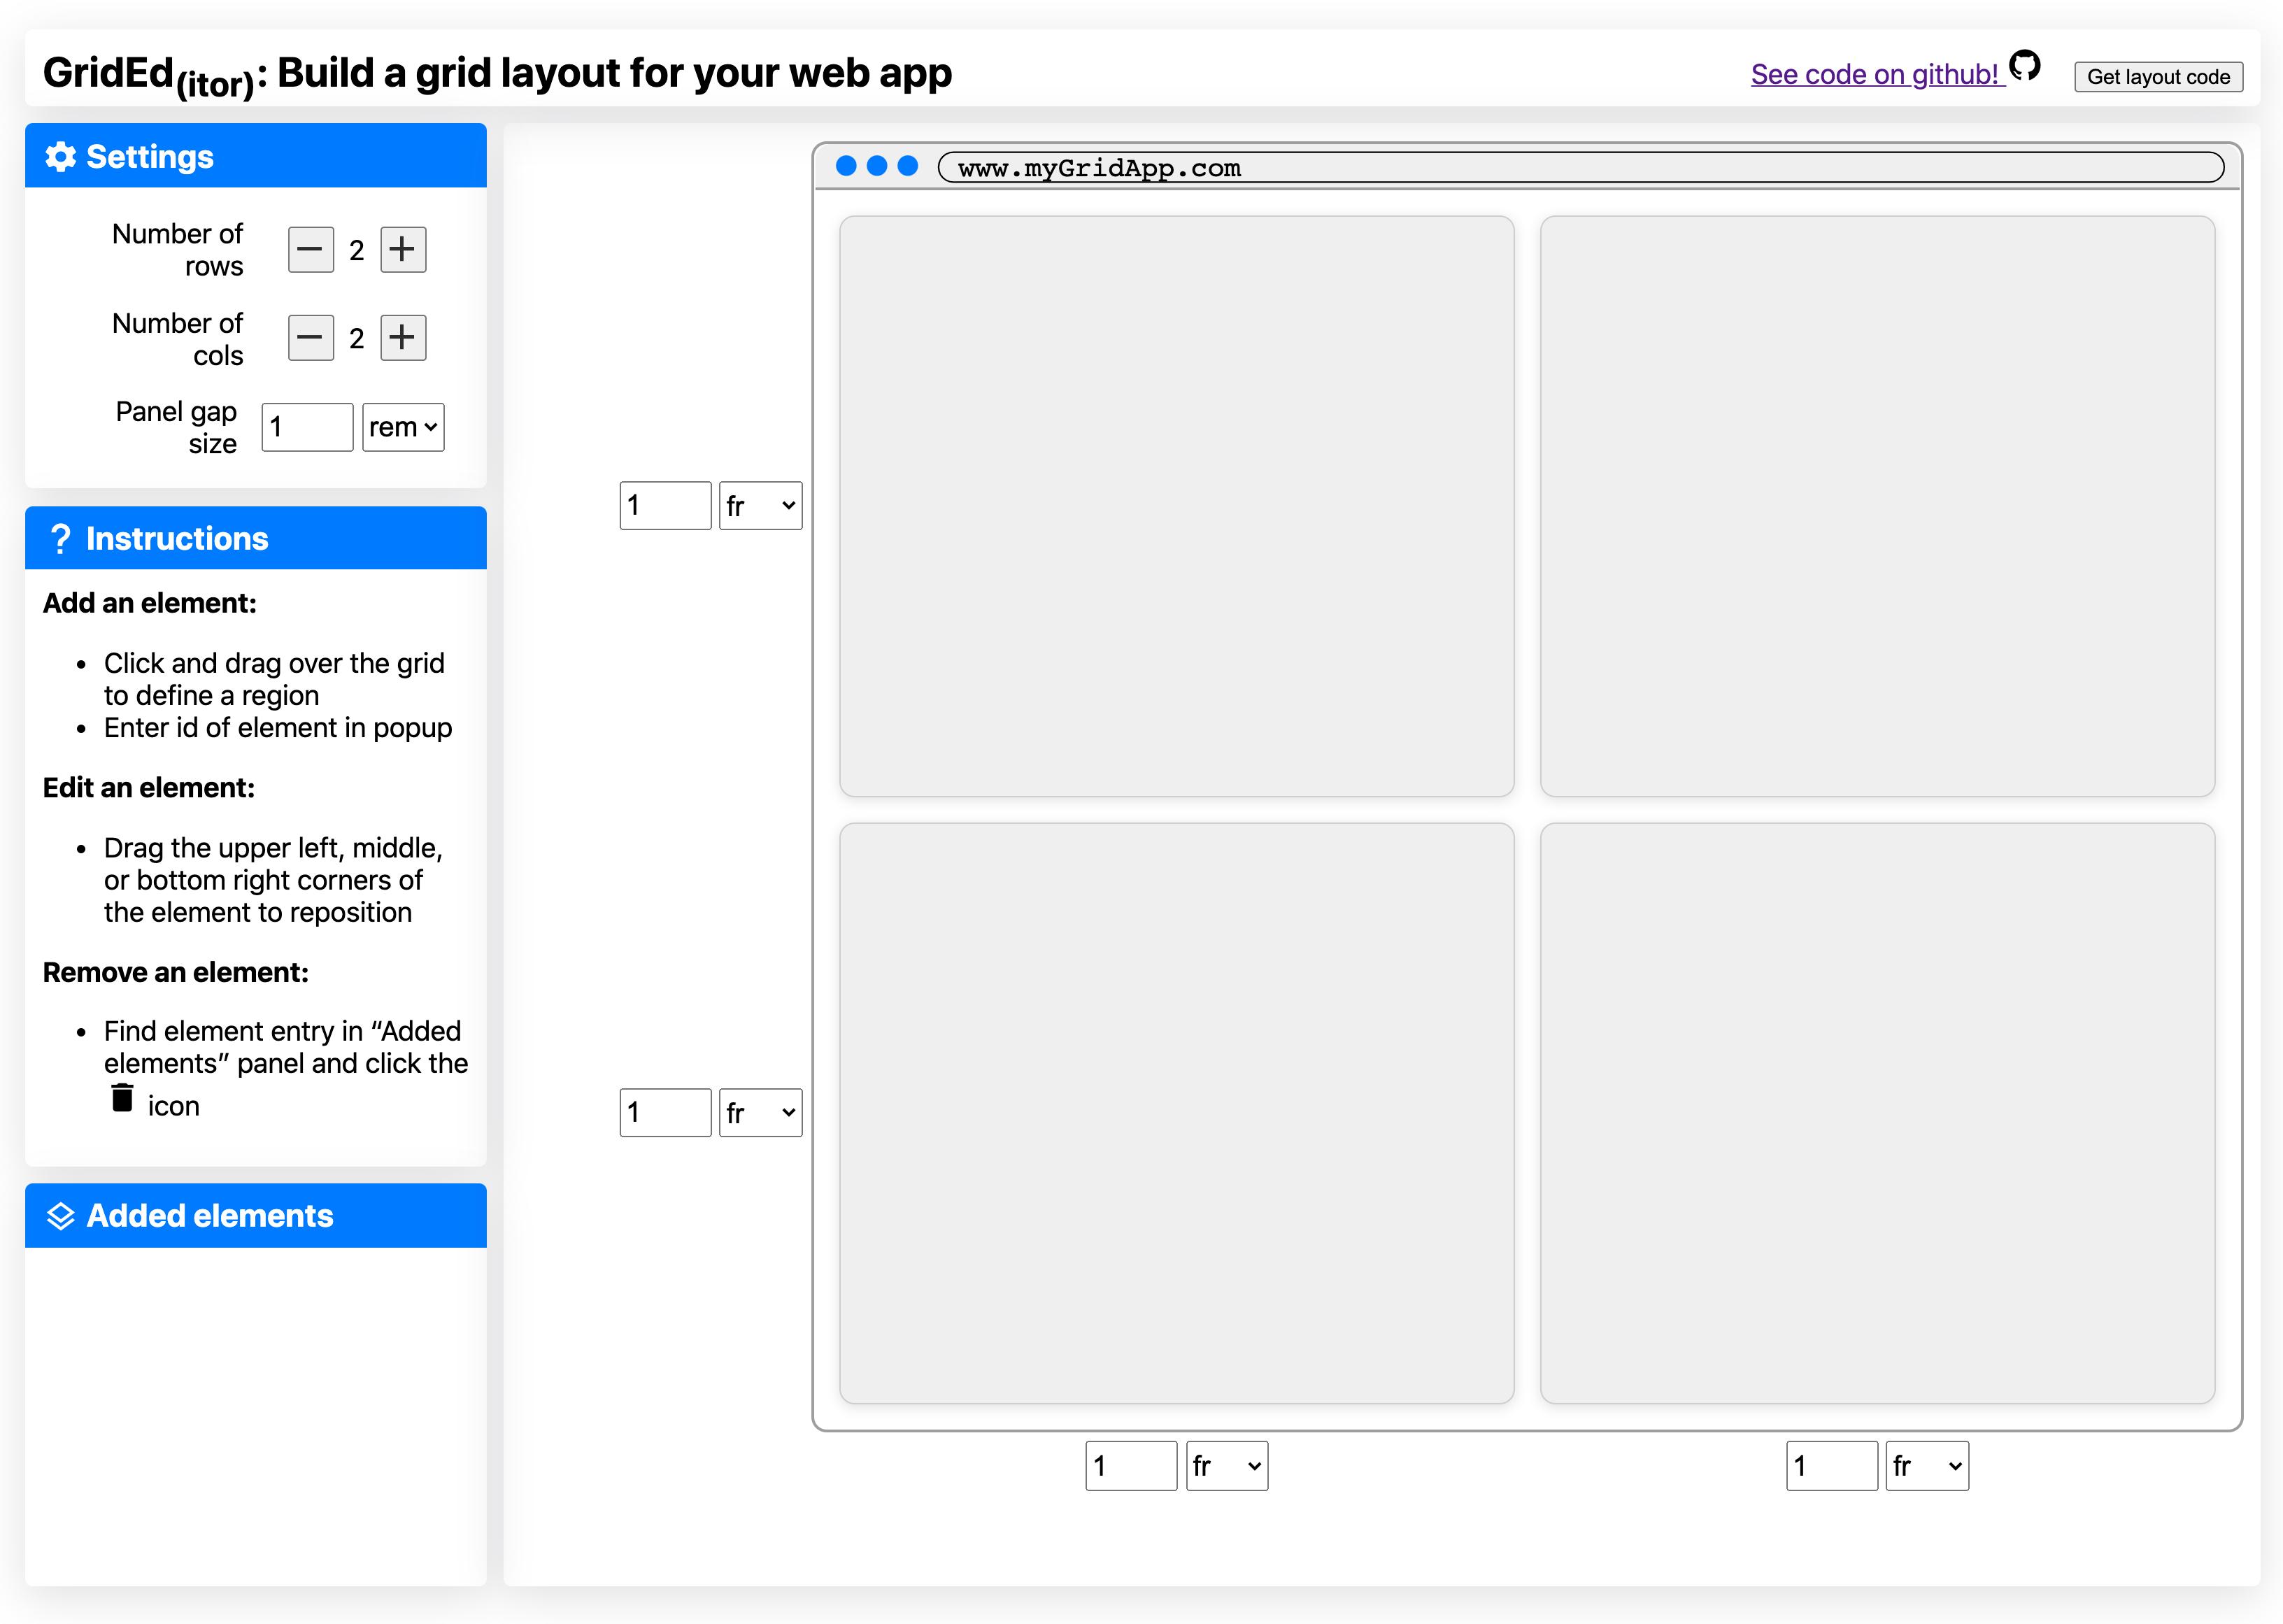 GridEd(itor): Build a grid layout for your web app
See code on github!
Get layout code
Settings
Number of
rows
2
Number of
cols
2
Panel gap
size
1
rem
Instructions
Add an element:
• Click and drag over the grid
to define a region
• Enter id of element in popup
Edit an element:
• Drag the upper left, middle,
or bottom right corners of
the element to reposition
Remove an element:
• Find element entry in “Added
elements” panel and click the
icon
Added elements
www.myGridApp.com
1 fr
1 fr
1 fr
1 fr